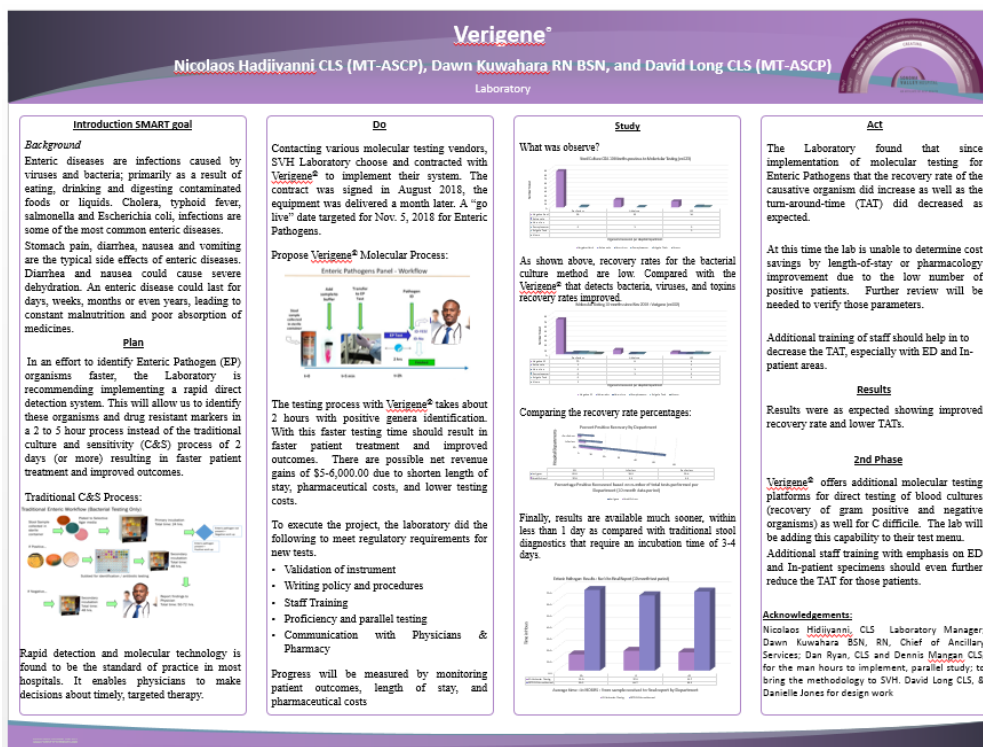 Verigene®
Nicolaos Hadjiyanni CLS (MT-ASCP), Dawn Kuwahara RN BSN, and David Long CLS (MT-ASCP)
Laboratory
Introduction SMART goal
Background
Enteric diseases are infections caused by
viruses and bacteria; primarily as a result of
eating, drinking and digesting contaminated
foods or liquids. Cholera, typhoid fever,
salmonella and Escherichia coli, infections are
some of the most common enteric diseases.
Stomach pain, diarrhea, nausea and vomiting
are the typical side effects of enteric diseases.
Diarrhea and nausea could cause severe
dehydration. An enteric disease could last for
days, weeks, months or even years, leading to
constant malnutrition and poor absorption of
medicines.
Plan
In an effort to identify Enteric Pathogen (EP)
organisms faster, the Laboratory is
recommending implementing a rapid direct
detection system. This will allow us to identify
these organisms and drug resistant markers in
a 2 to 5 hour process instead of the traditional
culture and sensitivity (C&S) process of 2
days (or more) resulting in faster patient
treatment and improved outcomes.
Traditional C&S Process:
Traditional Enteric Workflow (Bacterial Testing Only)
Rapid detection and molecular technology is
found to be the standard of practice in most
hospitals. It enables physicians to make
decisions about timely, targeted therapy.
Do
Contacting various molecular testing vendors,
SVH Laboratory choose and contracted with
Verigene® to implement their system. The
contract was signed in August 2018, the
equipment was delivered a month later. A “go
live” date targeted for Nov. 5, 2018 for Enteric
Pathogens.
Propose Verigene® Molecular Process:
Enteric Pathogens Panel - Workflow
The testing process with Verigene® takes about
2 hours with positive genera identification.
With this faster testing time should result in
faster patient treatment and improved
outcomes. There are possible net revenue
gains of $5-6,000.00 due to shorten length of
stay, pharmaceutical costs, and lower testing
costs.
To execute the project, the laboratory did the
following to meet regulatory requirements for
new tests.
• Validation of instrument
• Writing policy and procedures
• Staff Training
• Proficiency and parallel testing
• Communication with Physicians &
Pharmacy
Progress will be measured by monitoring
patient outcomes, length of stay, and
pharmaceutical costs
Study
What was observe?
As shown above, recovery rates for the bacterial
culture method are low. Compared with the
Verigene® that detects bacteria, viruses, and toxins
recovery rates improved.
Comparing the recovery rate percentages:
Percent Positive Recovery by Department
Finally, results are available much sooner, within
less than 1 day as compared with traditional stool
diagnostics that require an incubation time of 3-4
days.
Average time - in HOURS - from sample receipt to final report by Department
Act
The Laboratory found that since
implementation of molecular testing for
Enteric Pathogens that the recovery rate of the
causative organism did increase as well as the
turn-around-time (TAT) did decreased as
expected.
At this time the lab is unable to determine cost
savings by length-of-stay or pharmacology
improvement due to the low number of
positive patients. Further review will be
needed to verify those parameters.
Additional training of staff should help in to
decrease the TAT, especially with ED and In-
patient areas.
Results
Results were as expected showing improved
recovery rate and lower TATs.
2nd Phase
Verigene® offers additional molecular testing
platforms for direct testing of blood cultures
(recovery of gram positive and negative
organisms) as well for C difficile. The lab will
be adding this capability to their test menu.
Additional staff training with emphasis on ED
and In-patient specimens should even further
reduce the TAT for those patients.
Acknowledgements:
Nicolaos Hidjiyanni, CLS Laboratory Manager;
Dawn Kuwahara BSN, RN, Chief of Ancillary
Services; Dan Ryan, CLS and Dennis Mangan CLS,
for the man hours to implement, parallel study; to
bring the methodology to SVH. David Long CLS, &
Danielle Jones for design work